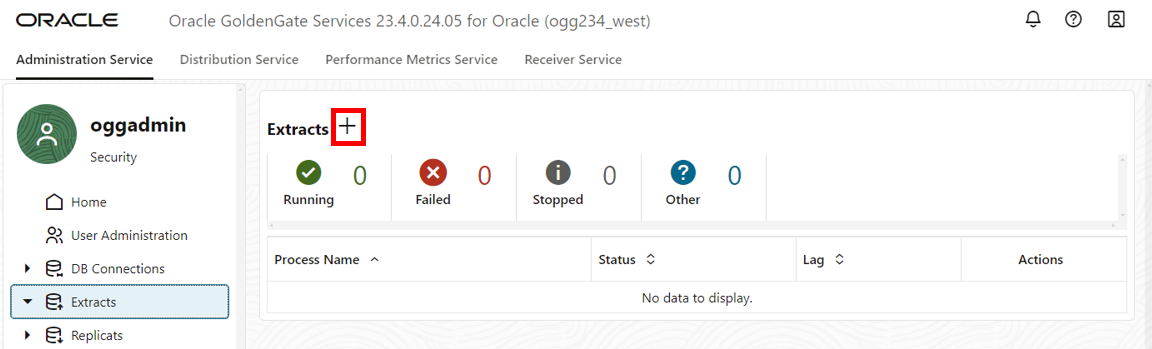 ORACLE Oracle GoldenGate Services 23.4.0.24.05 for Oracle (ogg234_west)
Administration Service Distribution Service Performance Metrics Service Receiver Service
oggadmin
Security
Home
User Administration
DB Connections
Extracts
Replicats
Extracts
0 0 0 0
Running Failed Stopped Other
Process Name Status Lag Actions
No data to display.